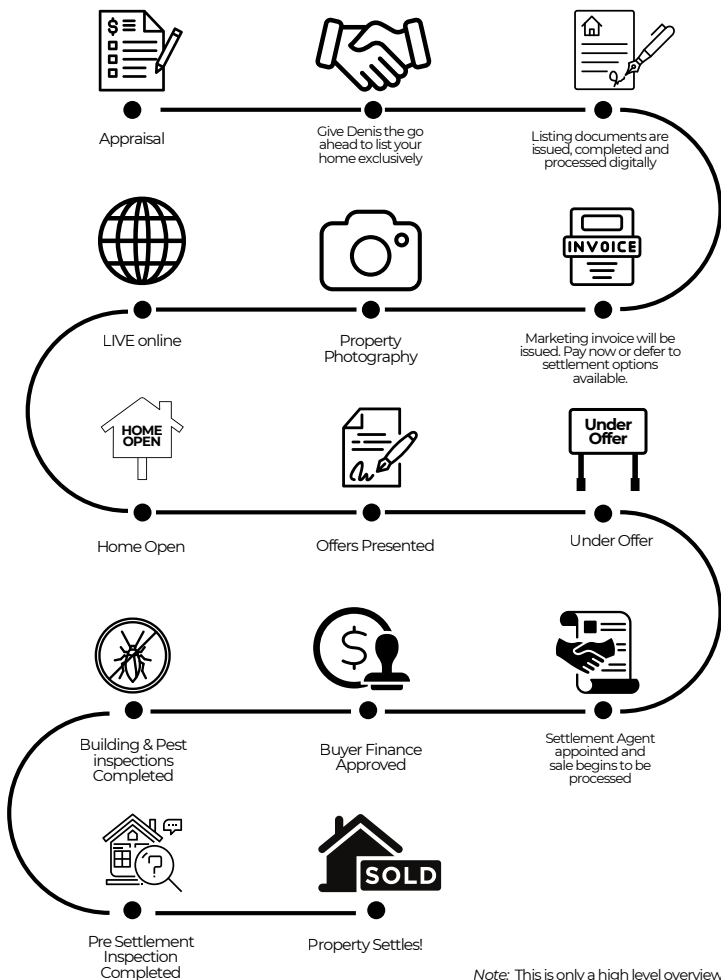 $
Appraisal
Give Denis the go
ahead to list your
home exclusively
Listing documents are
issued, completed and
processed digitally
LIVE online
Property
Photography
INVOICE
Marketing invoice will be
issued. Pay now or defer to
settlement options
available.
HOME
OPEN
Home Open
Offers Presented
Under
Offer
Under Offer
Building & Pest
inspections
Completed
$
Buyer Finance
Approved
Settlement Agent
appointed and
sale begins to be
processed
?
Pre Settlement
Inspection
Completed
SOLD
Property Settles!
Note: This is only a high level overview